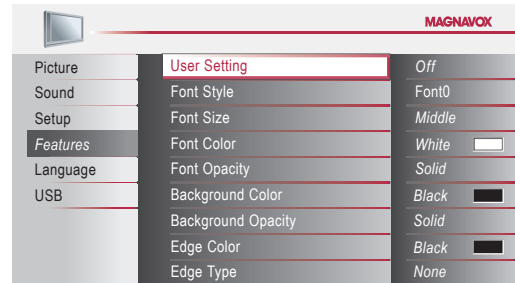 MAGNAVOX
Picture
Sound
Setup
Features
Language
USB
User Setting Off
Font Style Font0
Font Size Middle
Font Color White
Font Opacity Solid
Background Color Black
Background Opacity Solid
Edge Color Black
Edge Type None